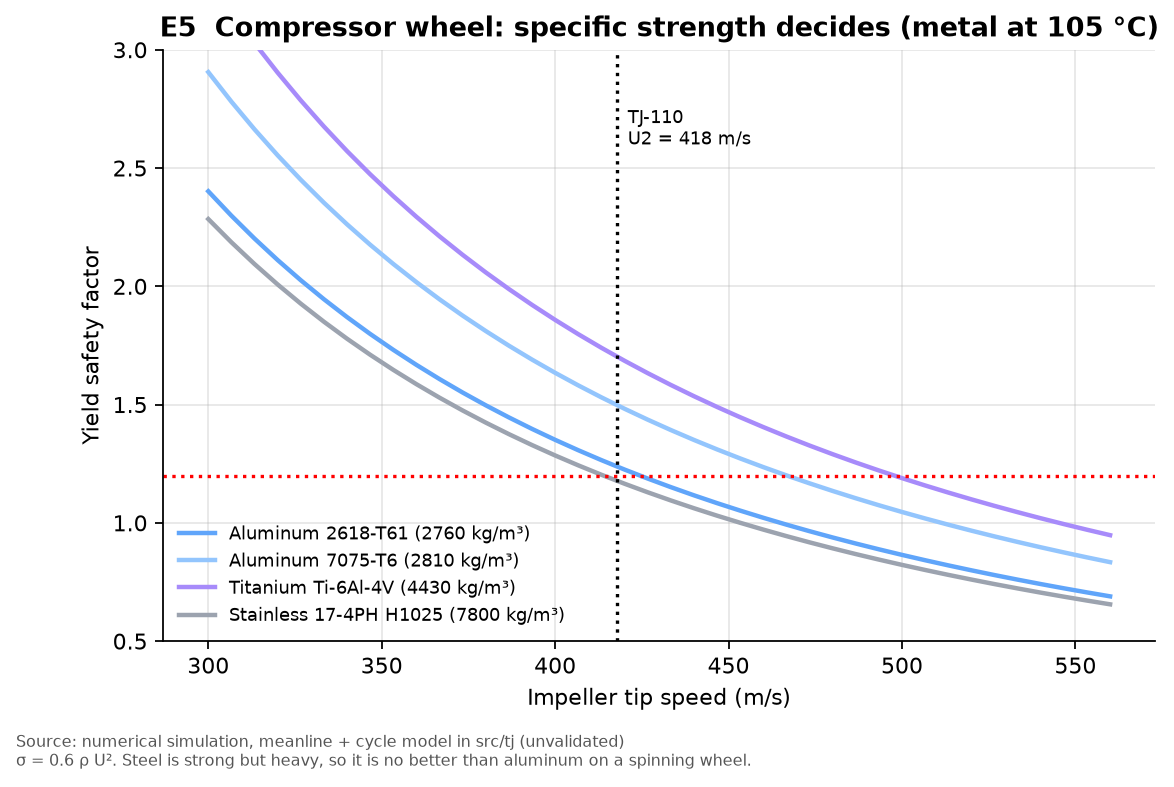 E5  Compressor wheel: specific strength decides (metal at 105 °C)
3.0
2.5
2.0
1.5
1.0
0.5
Yield safety factor
TJ-110
U2 = 418 m/s
Aluminum 2618-T61 (2760 kg/m³)
Aluminum 7075-T6 (2810 kg/m³)
Titanium Ti-6Al-4V (4430 kg/m³)
Stainless 17-4PH H1025 (7800 kg/m³)
300 350 400 450 500 550
Impeller tip speed (m/s)
Source: numerical simulation, meanline + cycle model in src/tj (unvalidated)
σ = 0.6 ρ U². Steel is strong but heavy, so it is no better than aluminum on a spinning wheel.